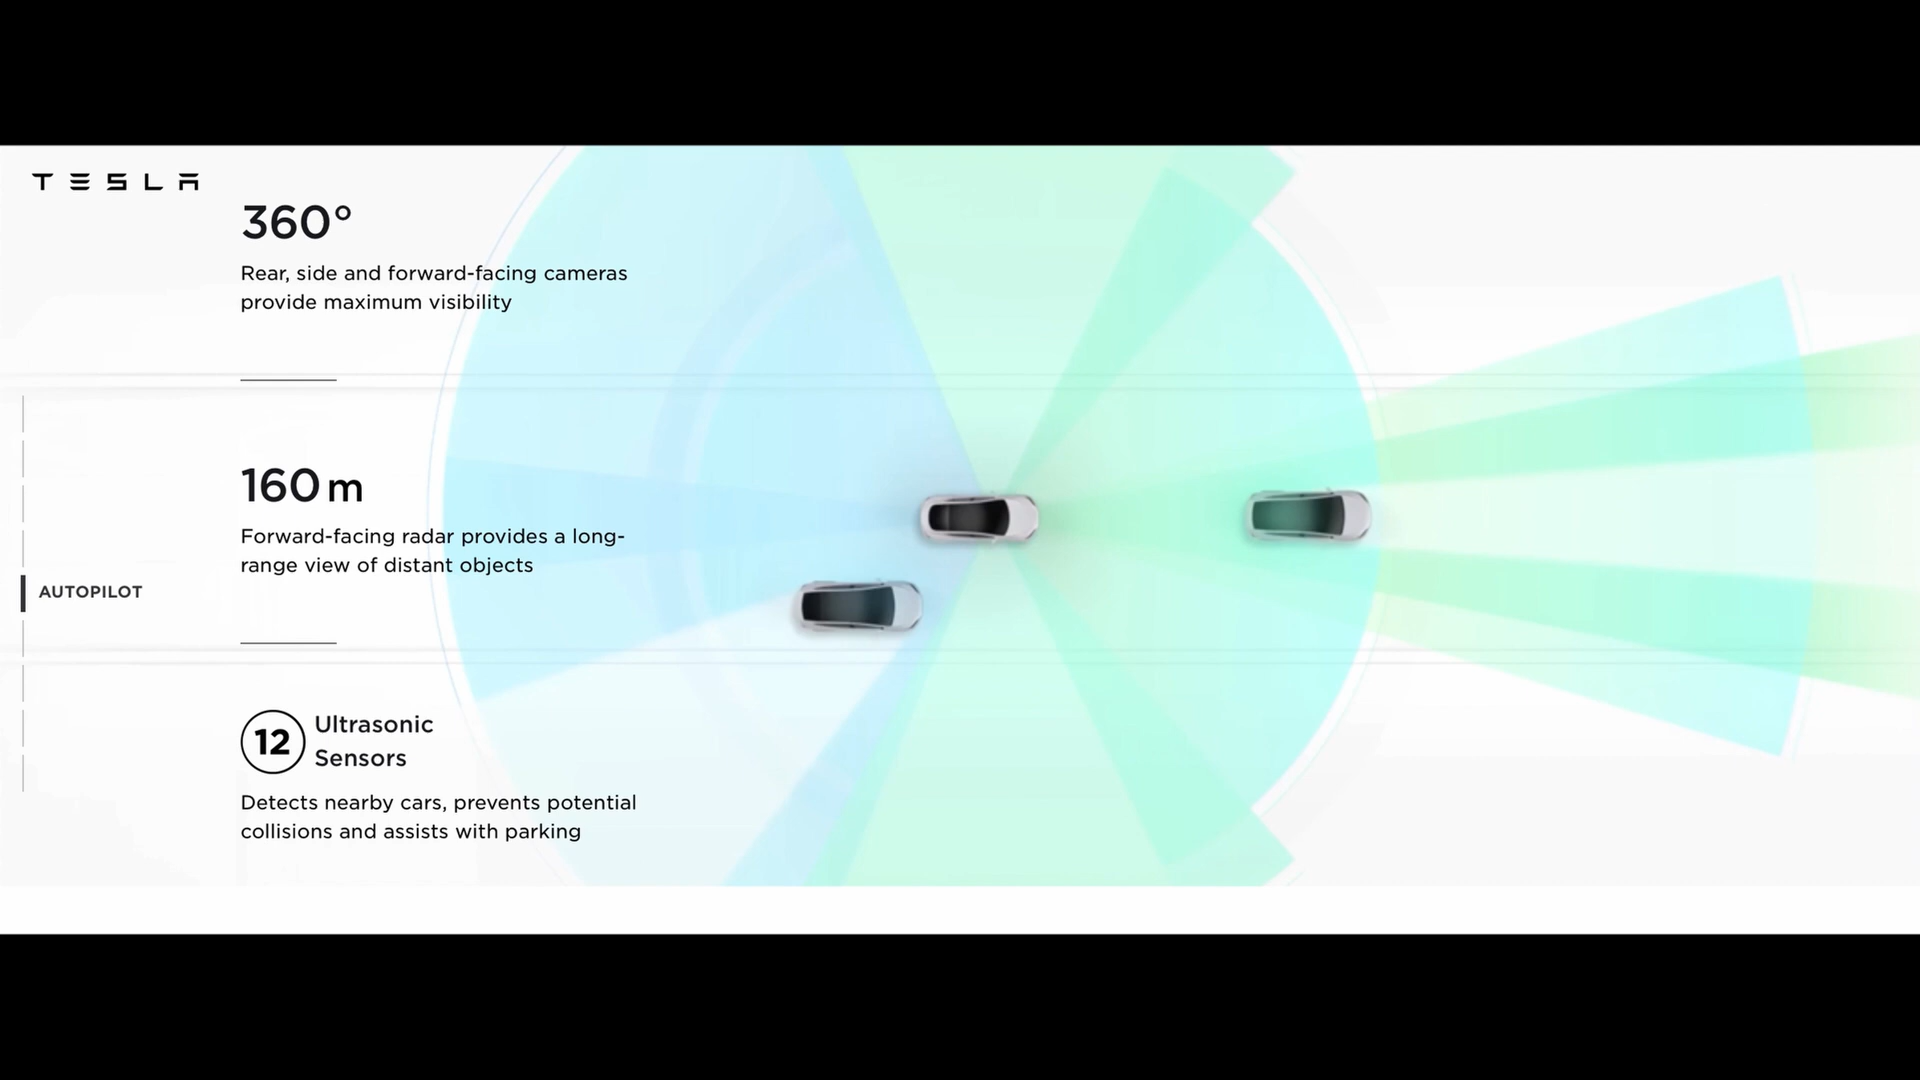 TESLA
360°
Rear, side and forward-facing cameras
provide maximum visibility
160 m
Forward-facing radar provides a long-
range view of distant objects
AUTOPILOT
12 Ultrasonic
Sensors
Detects nearby cars, prevents potential
collisions and assists with parking